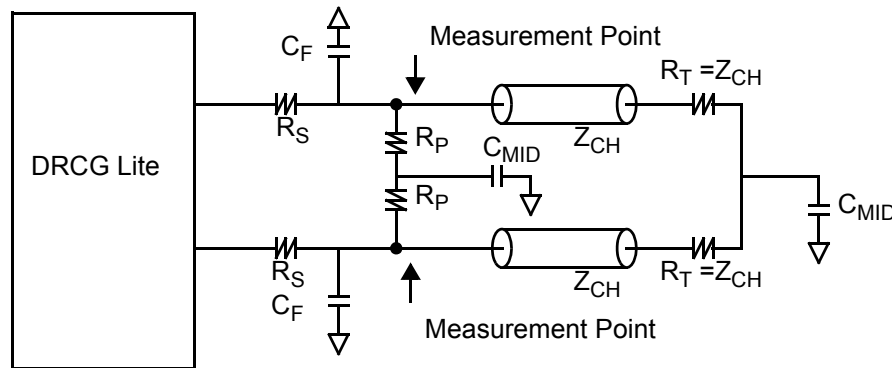 C_F
Measurement Point
R_T =Z_CH
R_S
R_P
Z_CH
C_MID
DRCG Lite
R_P
C_MID
R_S
Z_CH
R_T =Z_CH
C_F
Measurement Point